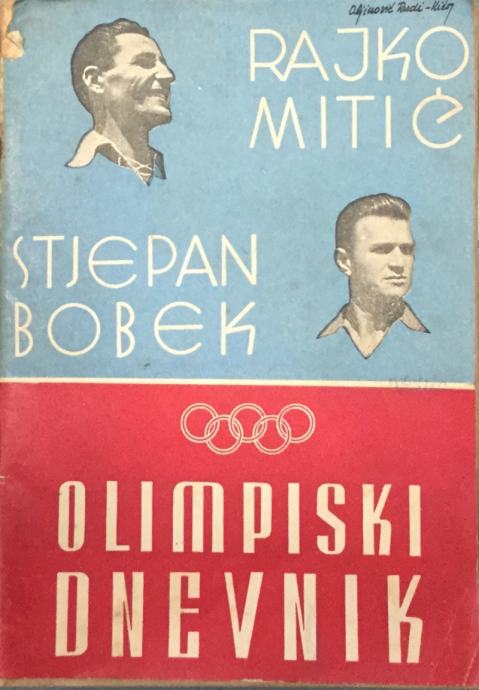 RAJKO
MITIĆ
STJEPAN
BOBEK
OLIMPISKI
DNEVNIK